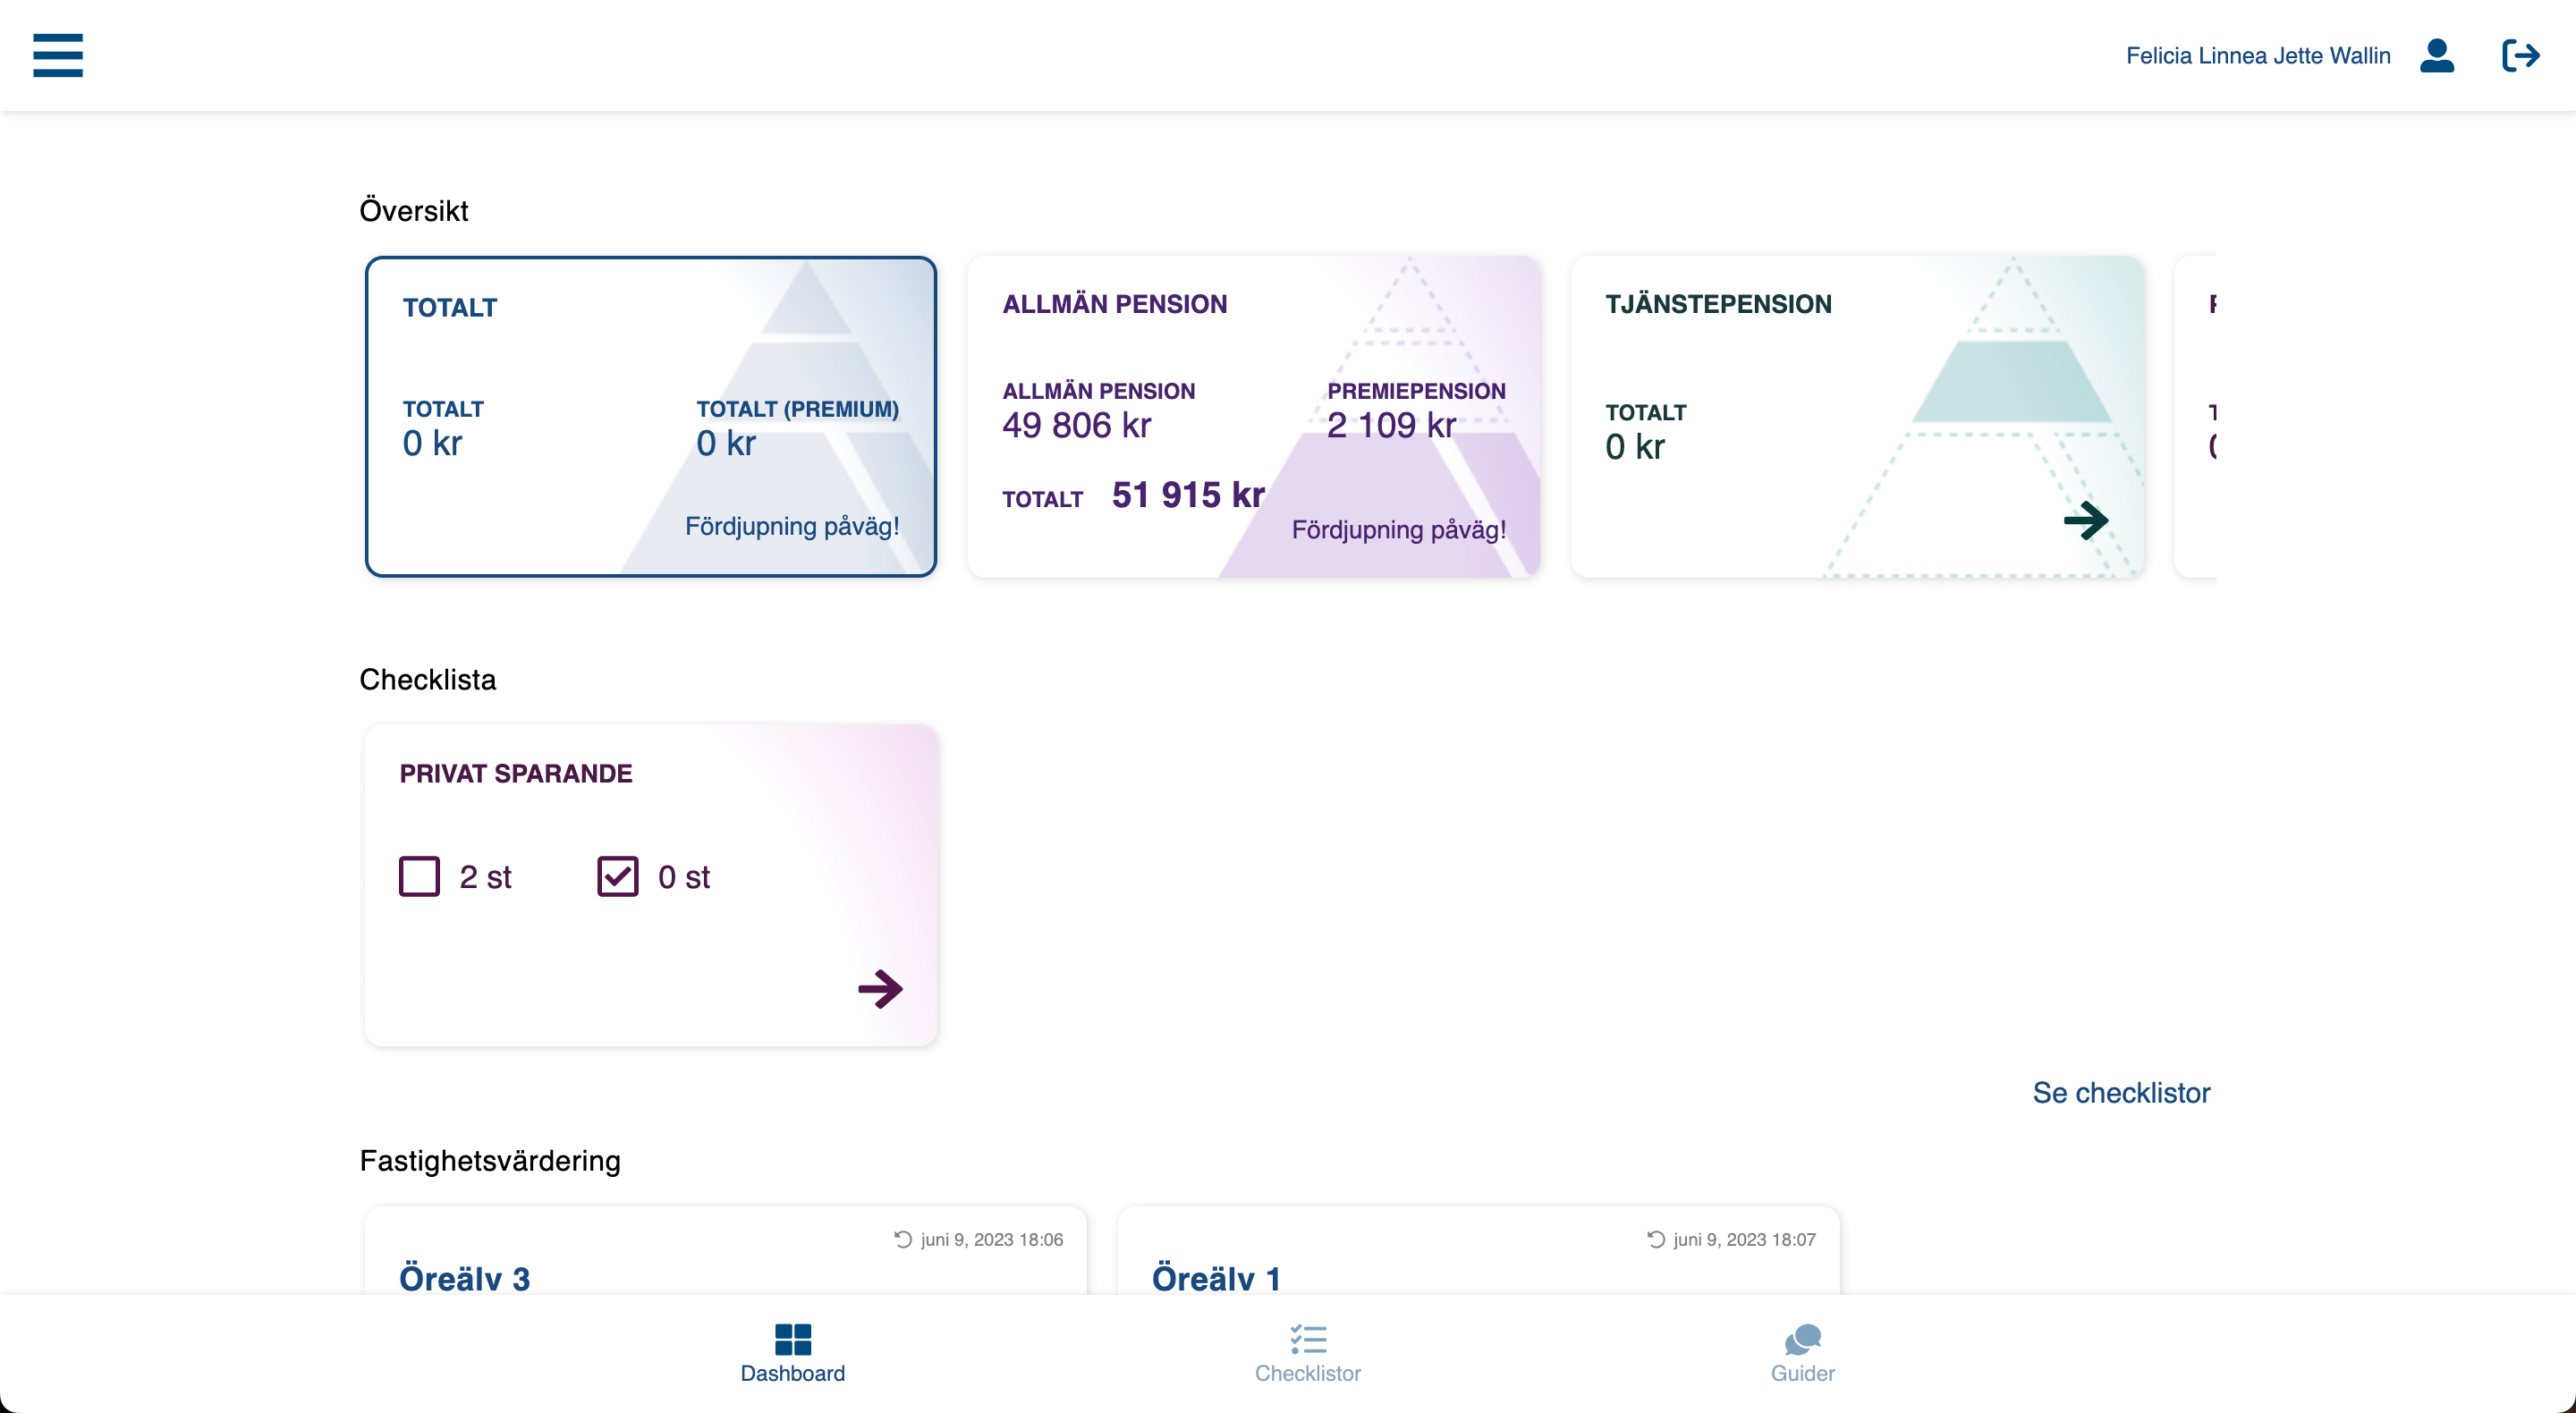 Felicia Linnea Jette Wallin
Översikt
TOTALT
TOTALT
0 kr
TOTALT (PREMIUM)
0 kr
Fördjupning påväg!
ALLMÄN PENSION
ALLMÄN PENSION
49 806 kr
PREMIEPENSION
2 109 kr
TOTALT 51 915 kr
Fördjupning påväg!
TJÄNSTEPENSION
TOTALT
0 kr
Checklista
PRIVAT SPARANDE
2 st 0 st
Se checklistor
Fastighetsvärdering
juni 9, 2023 18:06
Öreälv 3
juni 9, 2023 18:07
Öreälv 1
Dashboard
Checklistor
Guider